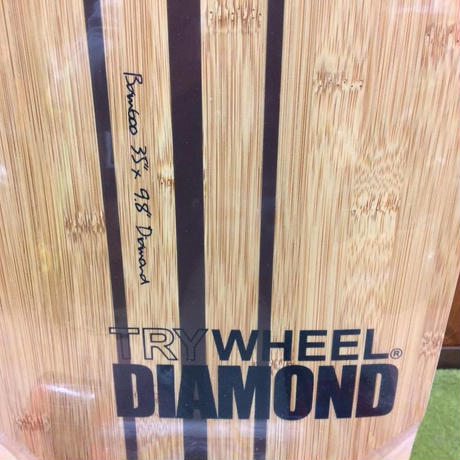 Bamboo 35"x 9.8" Diamond
TRYWHEEL®
DIAMOND